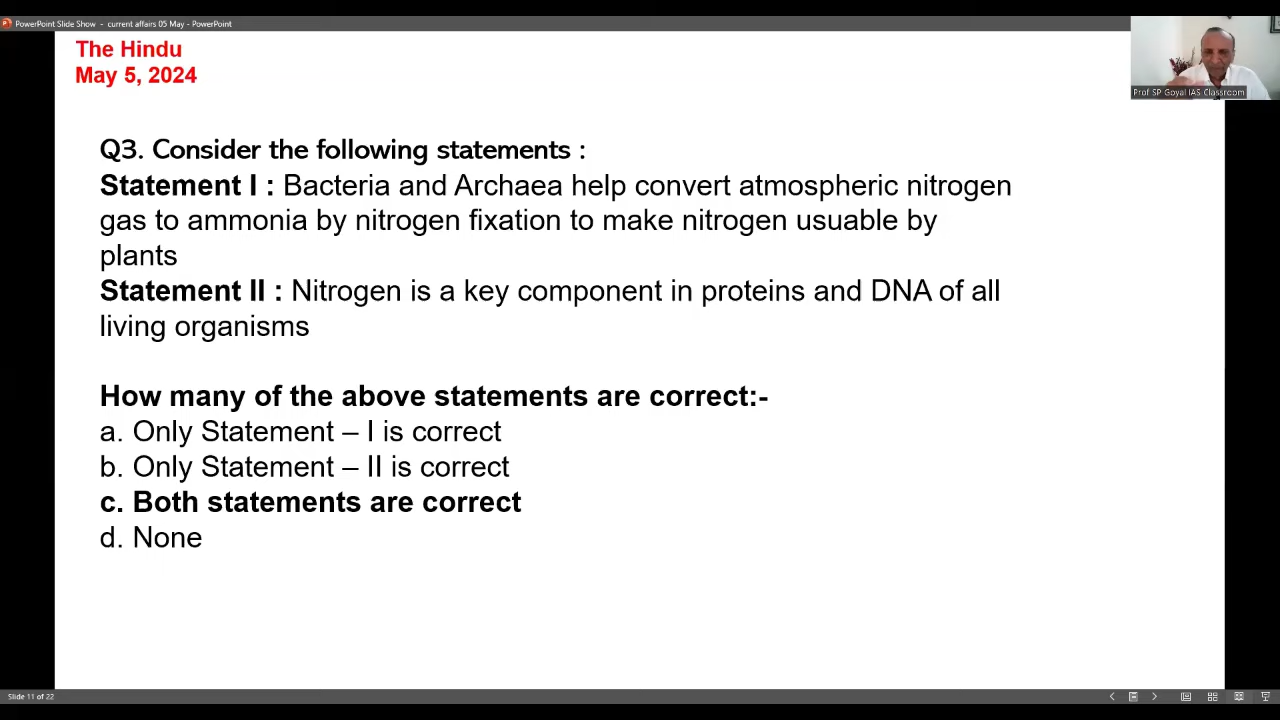 PowerPoint Slide Show - current affairs 05 May - PowerPoint
The Hindu
May 5, 2024
Prof SP Goyal IAS Classroom
Q3. Consider the following statements :
Statement I : Bacteria and Archaea help convert atmospheric nitrogen
gas to ammonia by nitrogen fixation to make nitrogen usuable by
plants
Statement II : Nitrogen is a key component in proteins and DNA of all
living organisms
How many of the above statements are correct:-
a. Only Statement – I is correct
b. Only Statement – II is correct
c. Both statements are correct
d. None
Slide 11 of 22